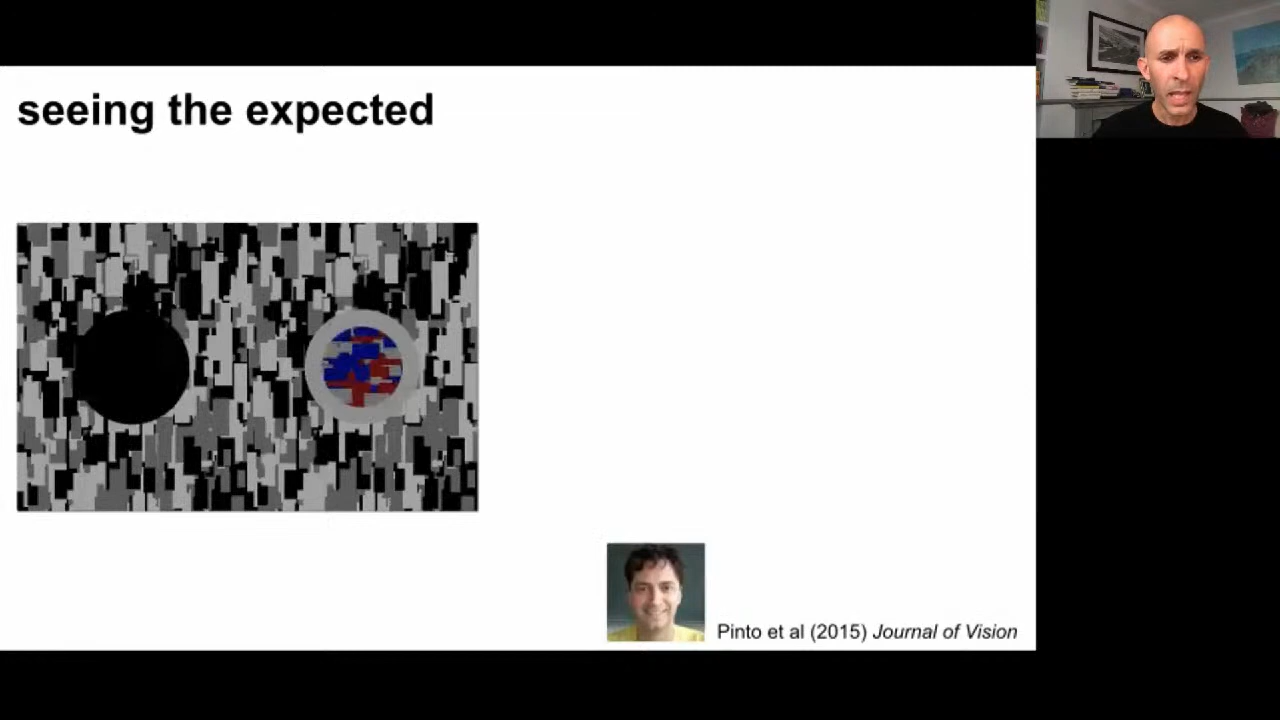 seeing the expected
Pinto et al (2015) Journal of Vision